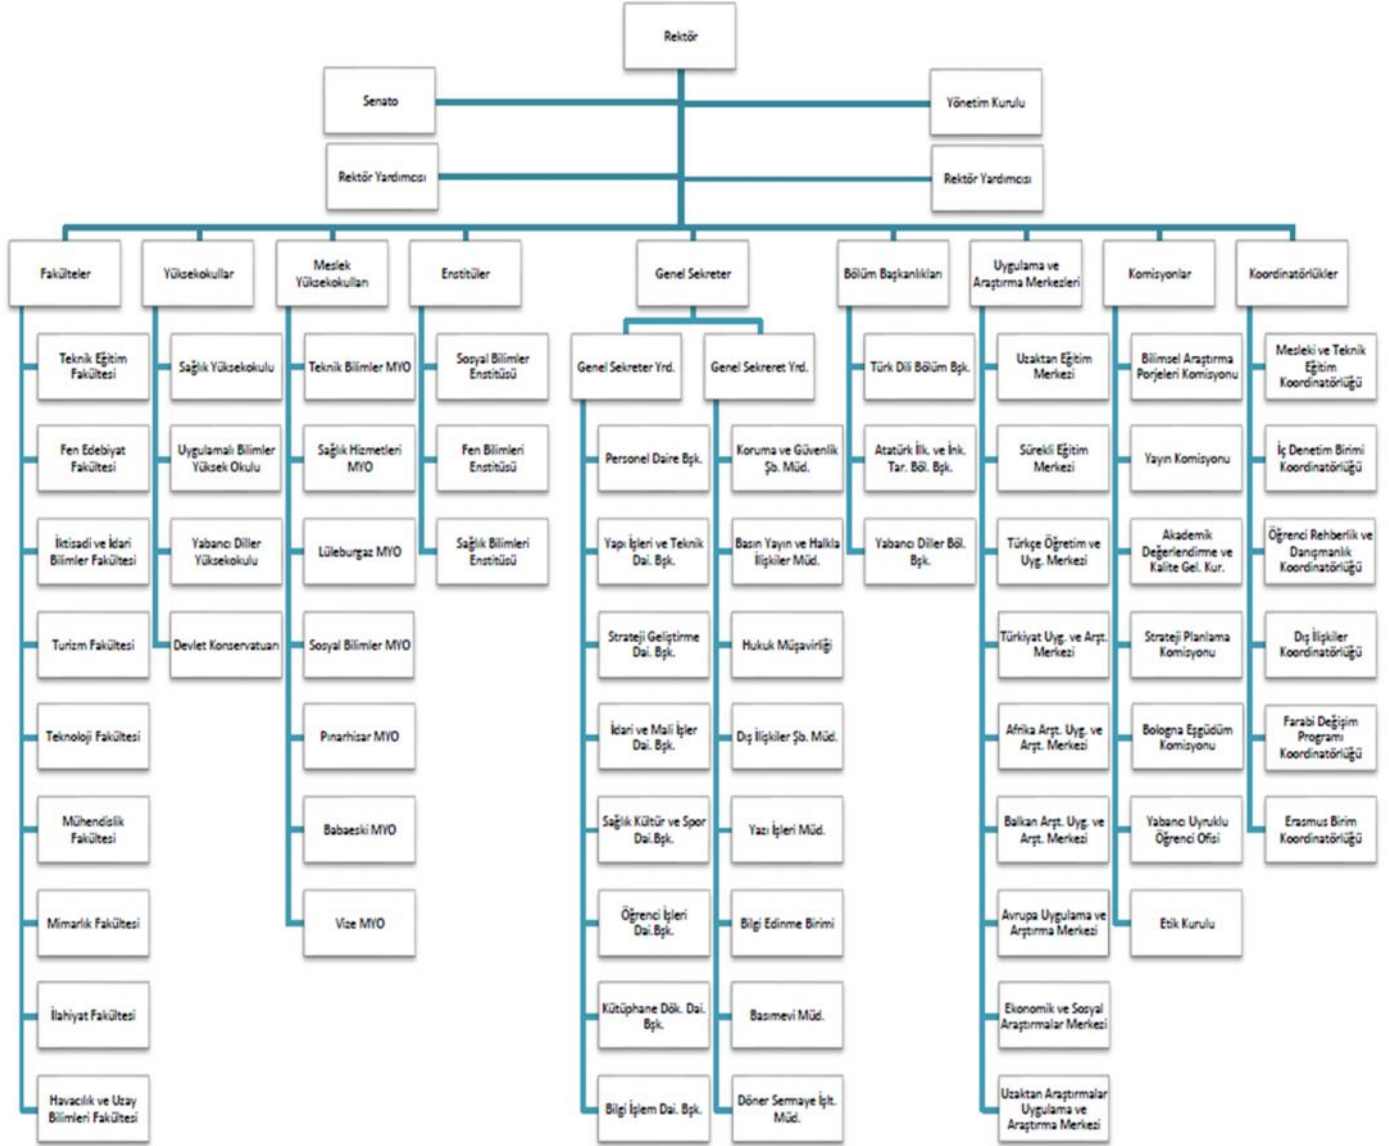 Rektör
Senato
Yönetim Kurulu
Rektör Yardımcısı
Rektör Yardımcısı
Fakülteler
Yüksekokullar
Meslek
Yüksekokulları
Enstitüler
Genel Sekreter
Bölüm Başkanlıkları
Uygulama ve
Araştırma Merkezleri
Komisyonlar
Koordinatörlükler
Teknik Eğitim
Fakültesi
Fen Edebiyat
Fakültesi
İktisadi ve İdari
Bilimler Fakültesi
Turizm Fakültesi
Teknoloji Fakültesi
Mühendislik
Fakültesi
Mimarlık Fakültesi
İlahiyat Fakültesi
Havacılık ve Uzay
Bilimleri Fakültesi
Sağlık Yüksekokulu
Uygulamalı Bilimler
Yüksek Okulu
Yabancı Diller
Yüksekokulu
Devlet Konservatuarı
Teknik Bilimler MYO
Sağlık Hizmetleri
MYO
Lüleburgaz MYO
Sosyal Bilimler MYO
Pınarhisar MYO
Babaeski MYO
Vize MYO
Sosyal Bilimler
Enstitüsü
Fen Bilimleri
Enstitüsü
Sağlık Bilimleri
Enstitüsü
Genel Sekreter Yrd.
Personel Daire Bşk.
Yapı İşleri ve Teknik
Dai. Bşk.
Strateji Geliştirme
Dai. Bşk.
İdari ve Mali İşler
Dai. Bşk.
Sağlık Kültür ve Spor
Dai.Bşk.
Öğrenci İşleri
Dai.Bşk.
Kütüphane Dök. Dai.
Bşk.
Bilgi İşlem Dai. Bşk.
Genel Sekreret Yrd.
Koruma ve Güvenlik
Şb. Müd.
Basın Yayın ve Halkla
İlişkiler Müd.
Hukuk Müşavirliği
Dış İlişkiler Şb. Müd.
Yazı İşleri Müd.
Bilgi Edinme Birimi
Basımevi Müd.
Döner Sermaye İşlt.
Müd.
Türk Dili Bölüm Bşk.
Atatürk İlk. ve İnk.
Tar. Böl. Bşk.
Yabancı Diller Böl.
Bşk.
Uzaktan Eğitim
Merkezi
Sürekli Eğitim
Merkezi
Türkçe Öğretim ve
Uyg. Merkezi
Türkiyat Uyg. ve Arşt.
Merkezi
Afrika Arşt. Uyg. ve
Arşt. Merkezi
Balkan Arşt. Uyg. ve
Arşt. Merkezi
Avrupa Uygulama ve
Arştırma Merkezi
Ekonomik ve Sosyal
Araştırmalar Merkezi
Uzaktan Araştırmalar
Uygulama ve
Araştırma Merkezi
Bilimsel Araştırma
Porjeleri Komisyonu
Yayın Komisyonu
Akademik
Değerlendirme ve
Kalite Gel. Kur.
Strateji Planlama
Komisyonu
Bologna Eşgüdüm
Komisyonu
Yabancı Uyruklu
Öğrenci Ofisi
Etik Kurulu
Mesleki ve Teknik
Eğitim
Koordinatörlüğü
İç Denetim Birimi
Koordinatörlüğü
Öğrenci Rehberlik ve
Danışmanlık
Koordinatörlüğü
Dış İlişkiler
Koordinatörlüğü
Farabi Değişim
Programı
Koordinatörlüğü
Erasmus Birim
Koordinatörlüğü